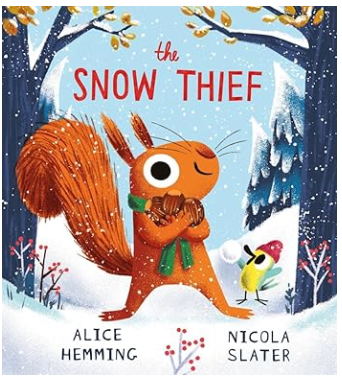 the
SNOW THIEF
ALICE
HEMMING
NICOLA
SLATER